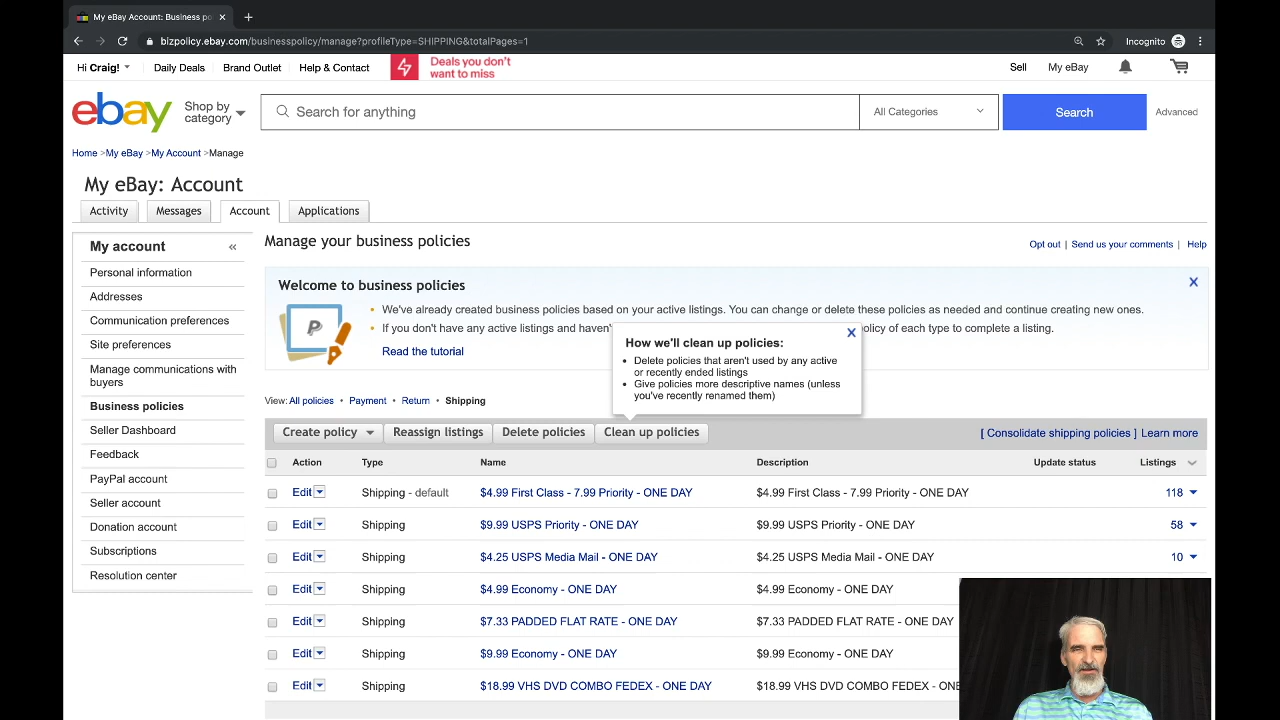 My eBay Account: Business po
bizpolicy.ebay.com/businesspolicy/manage?profileType=SHIPPING&totalPages=1
Incognito
Hi Craig!
Daily Deals
Brand Outlet
Help & Contact
Deals you don't
want to miss
Sell
My eBay
ebay
Shop by
category
Search for anything
All Categories
Search
Advanced
Home >My eBay >My Account >Manage
My eBay: Account
Activity
Messages
Account
Applications
My account
«
Personal information
Addresses
Communication preferences
Site preferences
Manage communications with
buyers
Business policies
Seller Dashboard
Feedback
PayPal account
Seller account
Donation account
Subscriptions
Resolution center
Manage your business policies
Opt out | Send us your comments | Help
Welcome to business policies
• We've already created business policies based on your active listings. You can change or delete these policies as needed and continue creating new ones.
• If you don't have any active listings and haven' olicy of each type to complete a listing.
Read the tutorial
How we'll clean up policies:
• Delete policies that aren't used by any active
or recently ended listings
• Give policies more descriptive names (unless
you've recently renamed them)
View: All policies • Payment • Return • Shipping
Create policy
Reassign listings
Delete policies
Clean up policies
[ Consolidate shipping policies ] Learn more
Action Type Name Description Update status Listings
Edit Shipping - default $4.99 First Class - 7.99 Priority - ONE DAY $4.99 First Class - 7.99 Priority - ONE DAY 118
Edit Shipping $9.99 USPS Priority - ONE DAY $9.99 USPS Priority - ONE DAY 58
Edit Shipping $4.25 USPS Media Mail - ONE DAY $4.25 USPS Media Mail - ONE DAY 10
Edit Shipping $4.99 Economy - ONE DAY $4.99 Economy - ONE DAY
Edit Shipping $7.33 PADDED FLAT RATE - ONE DAY $7.33 PADDED FLAT RATE - ONE DAY
Edit Shipping $9.99 Economy - ONE DAY $9.99 Economy - ONE DAY
Edit Shipping $18.99 VHS DVD COMBO FEDEX - ONE DAY $18.99 VHS DVD COMBO FEDEX - ONE